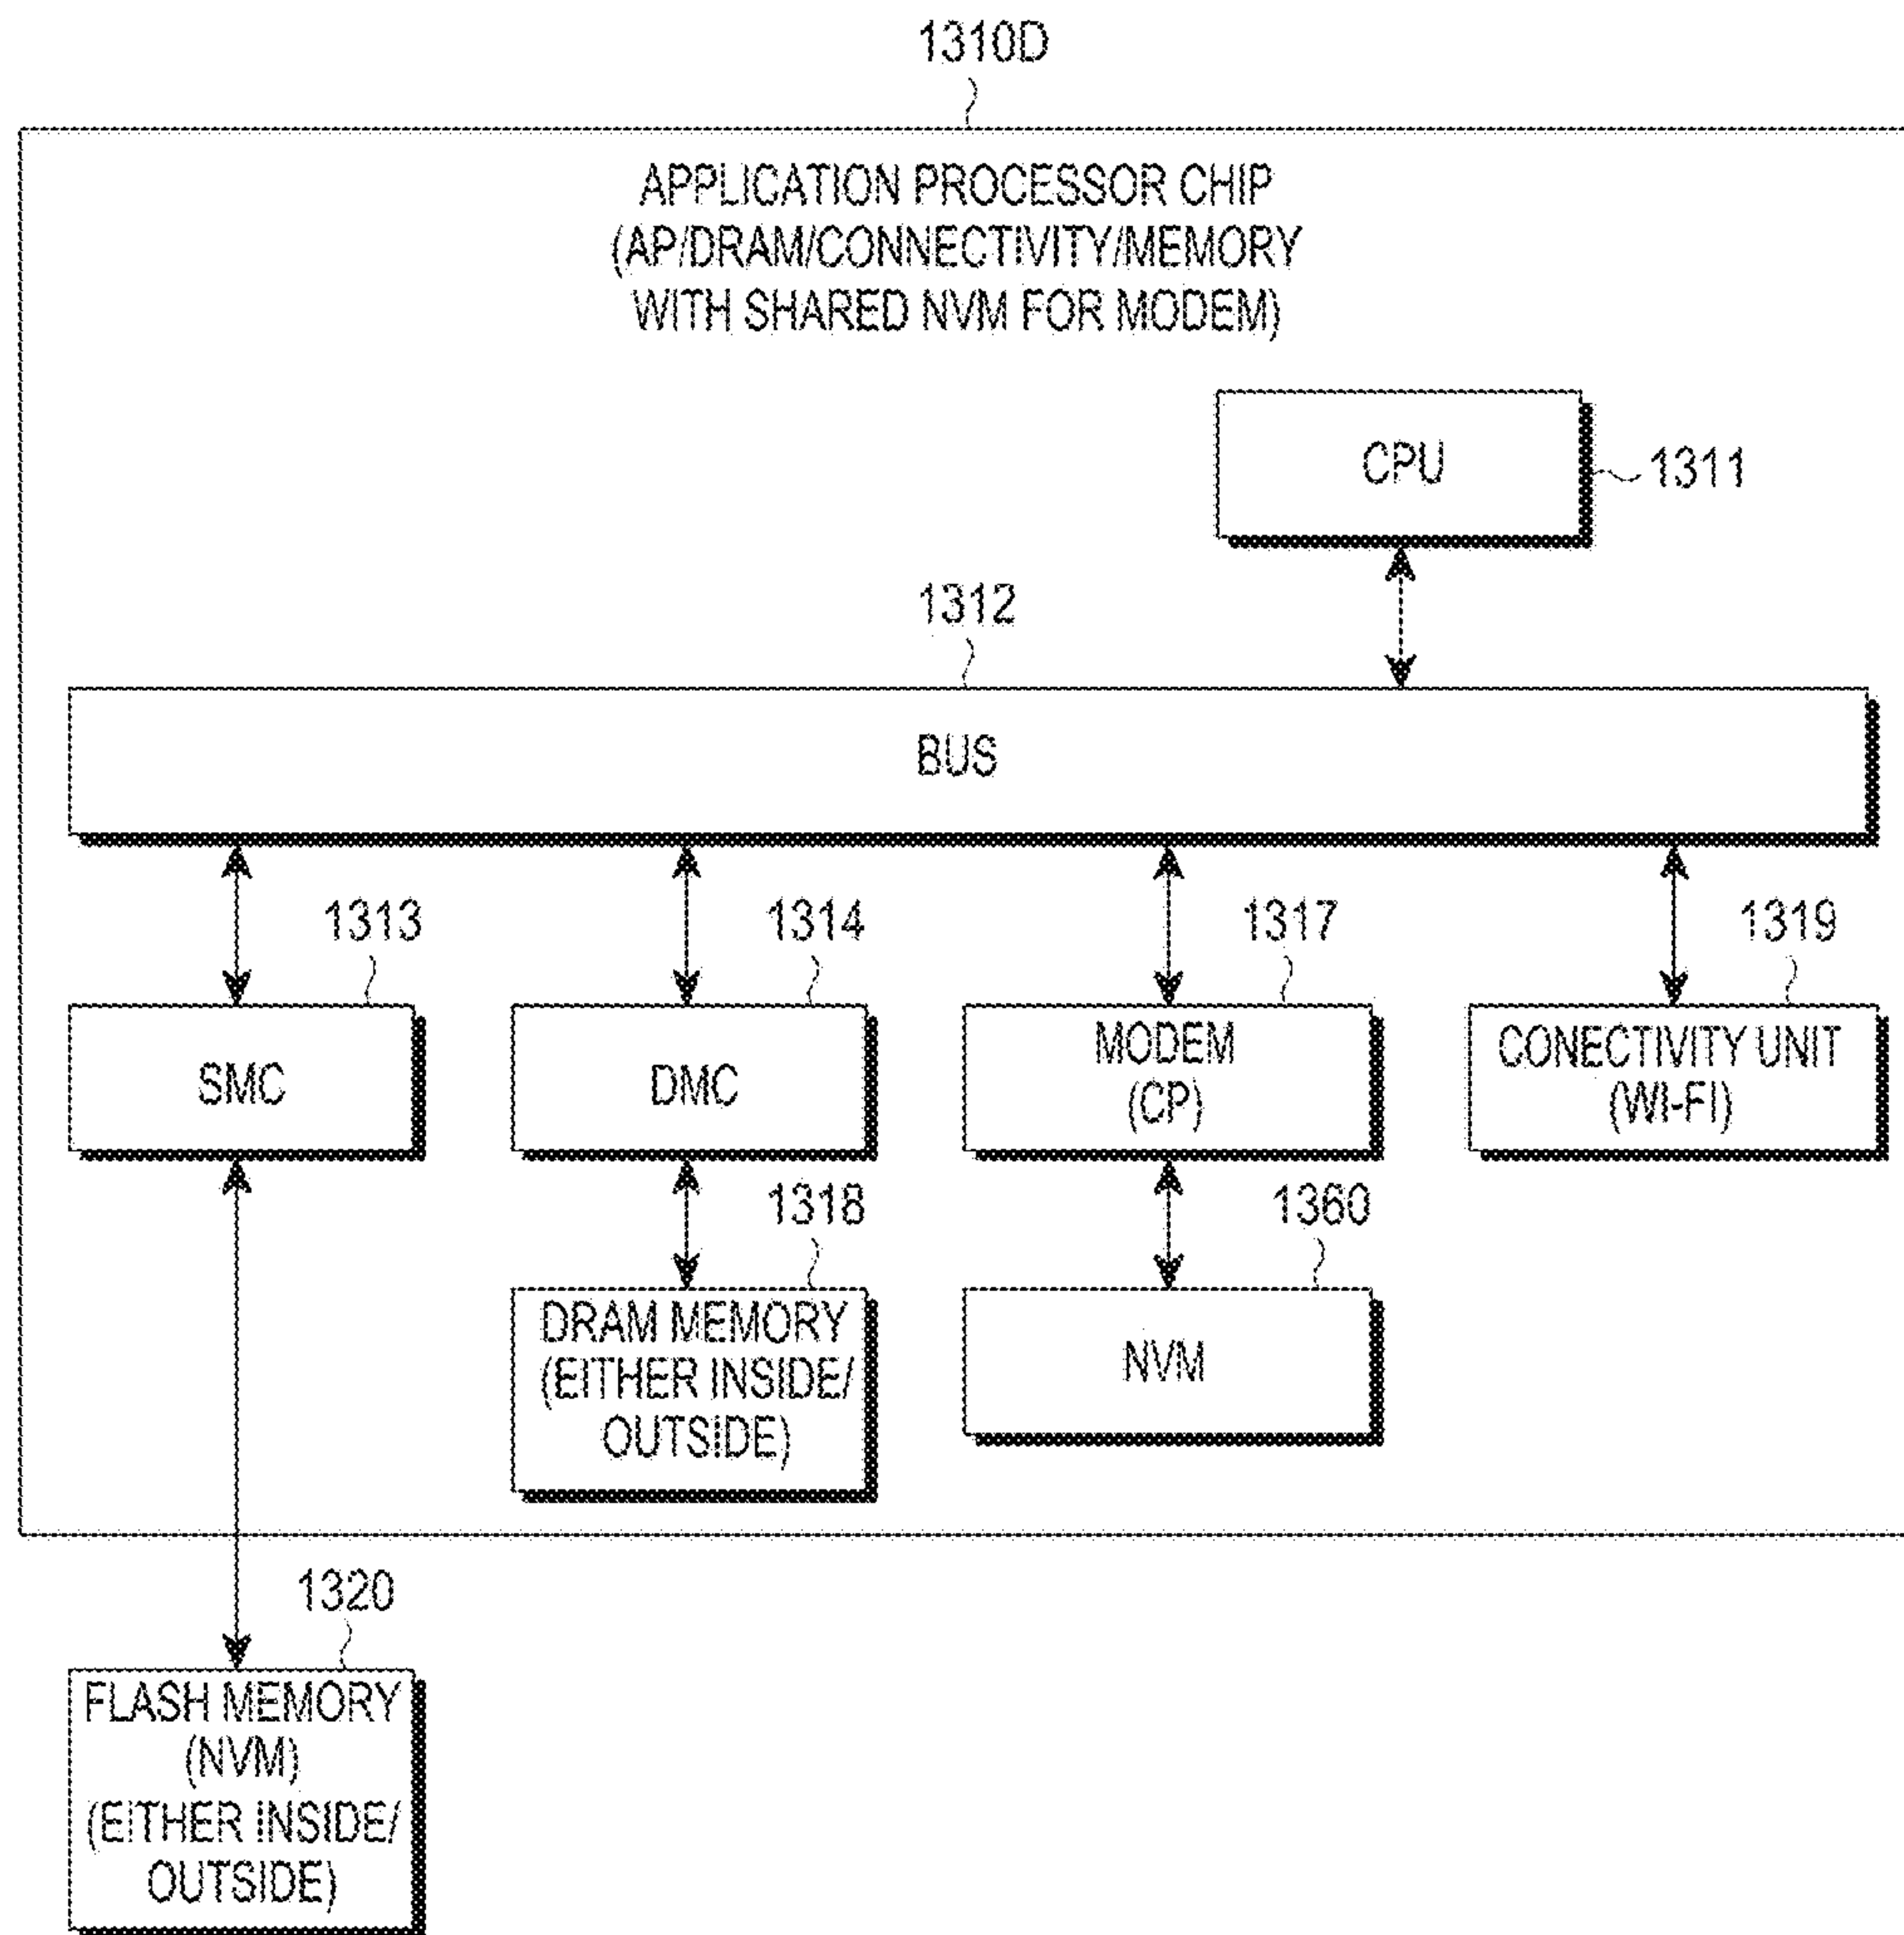 1310D
APPLICATION PROCESSOR CHIP
(AP/DRAM/CONNECTIVITY/MEMORY
WITH SHARED NVM FOR MODEM)
CPU
1311
1312
BUS
1313
1314
1317
1319
SMC
DMC
MODEM
(CP)
CONECTIVITY UNIT
(WI-FI)
1318
1360
DRAM MEMORY
(EITHER INSIDE/
OUTSIDE)
NVM
1320
FLASH MEMORY
(NVM)
(EITHER INSIDE/
OUTSIDE)